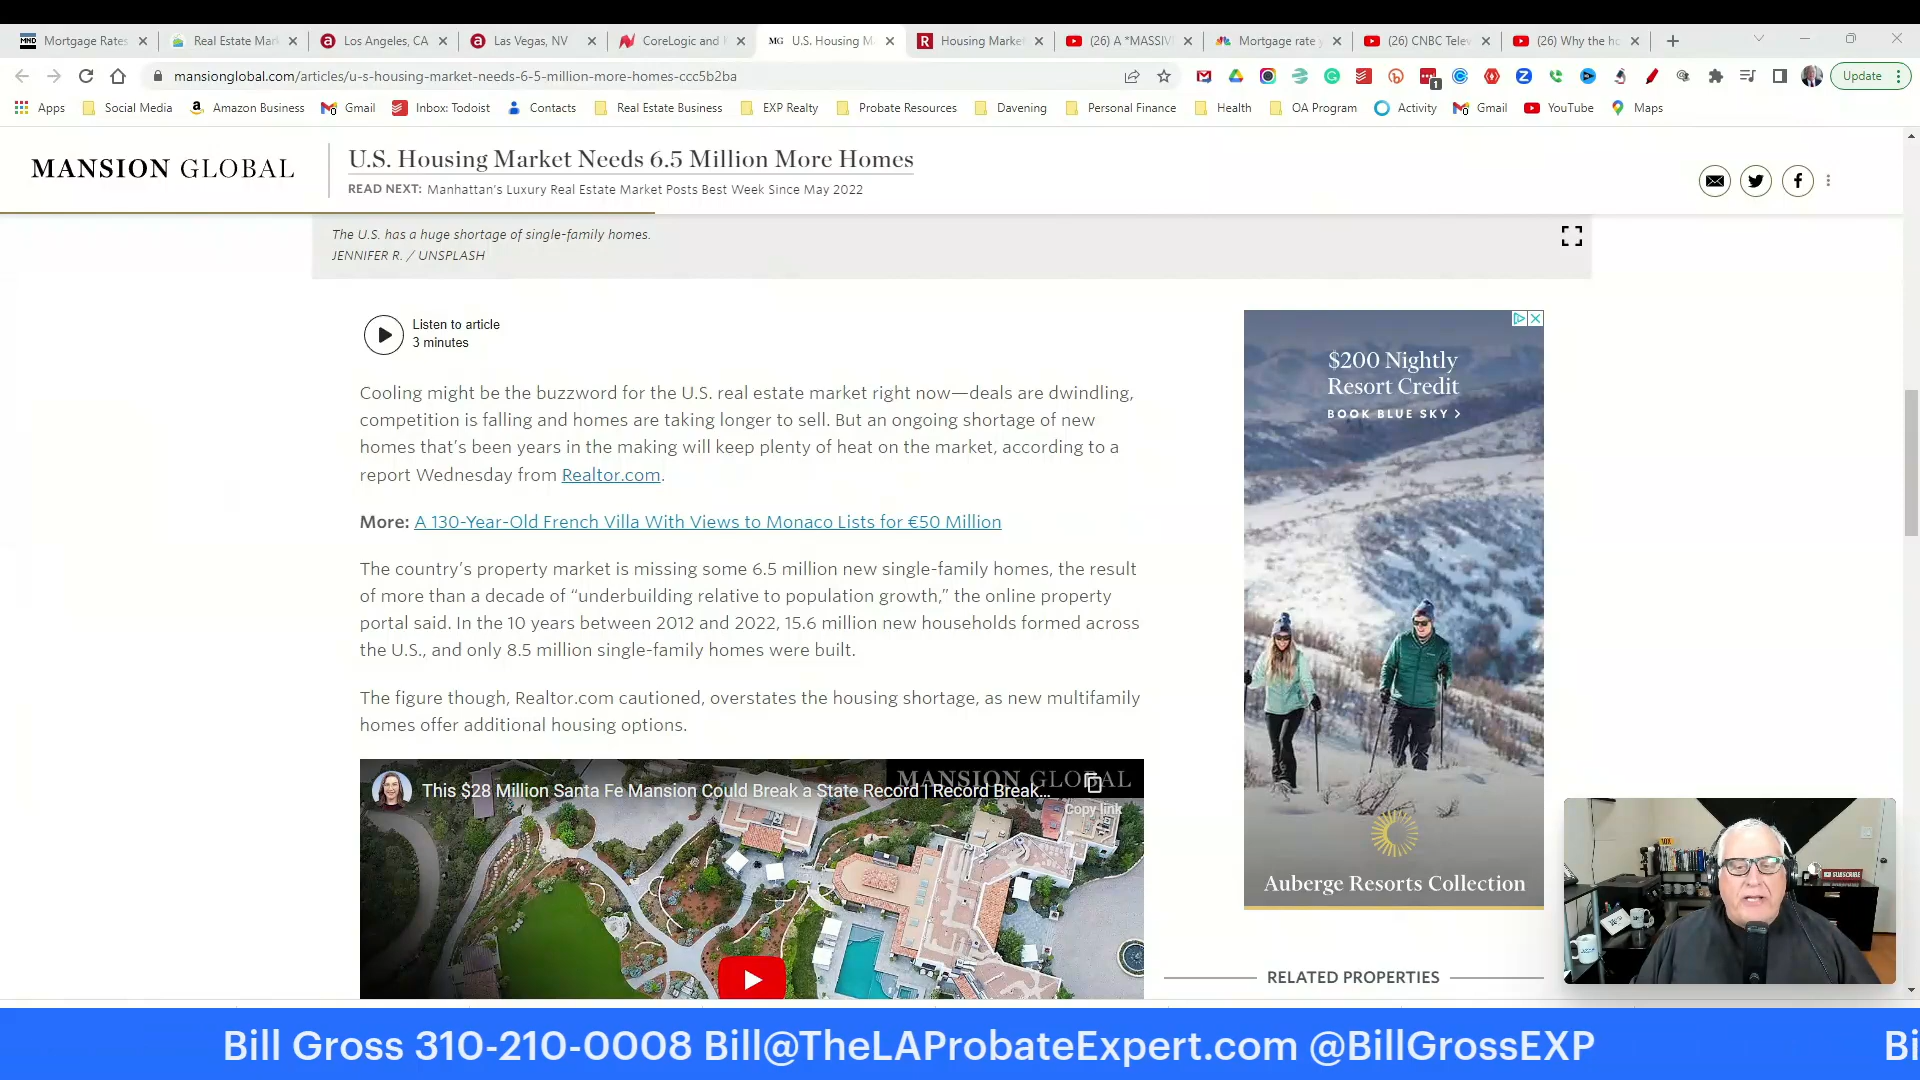 Mortgage Rates
Real Estate Mar
Los Angeles, CA
Las Vegas, NV
CoreLogic and
MG U.S. Housing M
Housing Market
(26) A *MASSIV
Mortgage rate
(26) CNBC Telev
(26) Why the ho
mansionglobal.com/articles/u-s-housing-market-needs-6-5-million-more-homes-ccc5b2ba
Update
Apps
Social Media
Amazon Business
Gmail
Inbox: Todoist
Contacts
Real Estate Business
EXP Realty
Probate Resources
Davening
Personal Finance
Health
OA Program
Activity
Gmail
YouTube
Maps
MANSION GLOBAL
U.S. Housing Market Needs 6.5 Million More Homes
READ NEXT: Manhattan's Luxury Real Estate Market Posts Best Week Since May 2022
The U.S. has a huge shortage of single-family homes.
JENNIFER R. / UNSPLASH
Listen to article
3 minutes
Cooling might be the buzzword for the U.S. real estate market right now—deals are dwindling,
competition is falling and homes are taking longer to sell. But an ongoing shortage of new
homes that's been years in the making will keep plenty of heat on the market, according to a
report Wednesday from Realtor.com.
More: A 130-Year-Old French Villa With Views to Monaco Lists for €50 Million
The country's property market is missing some 6.5 million new single-family homes, the result
of more than a decade of “underbuilding relative to population growth,” the online property
portal said. In the 10 years between 2012 and 2022, 15.6 million new households formed across
the U.S., and only 8.5 million single-family homes were built.
The figure though, Realtor.com cautioned, overstates the housing shortage, as new multifamily
homes offer additional housing options.
MANSION GLOBAL
This $28 Million Santa Fe Mansion Could Break a State Record | Record Break...
Copy link
$200 Nightly
Resort Credit
BOOK BLUE SKY >
Auberge Resorts Collection
RELATED PROPERTIES
SUBSCRIBE
Bill Gross 310-210-0008 Bill@TheLAProbateExpert.com @BillGrossEXP
Bi